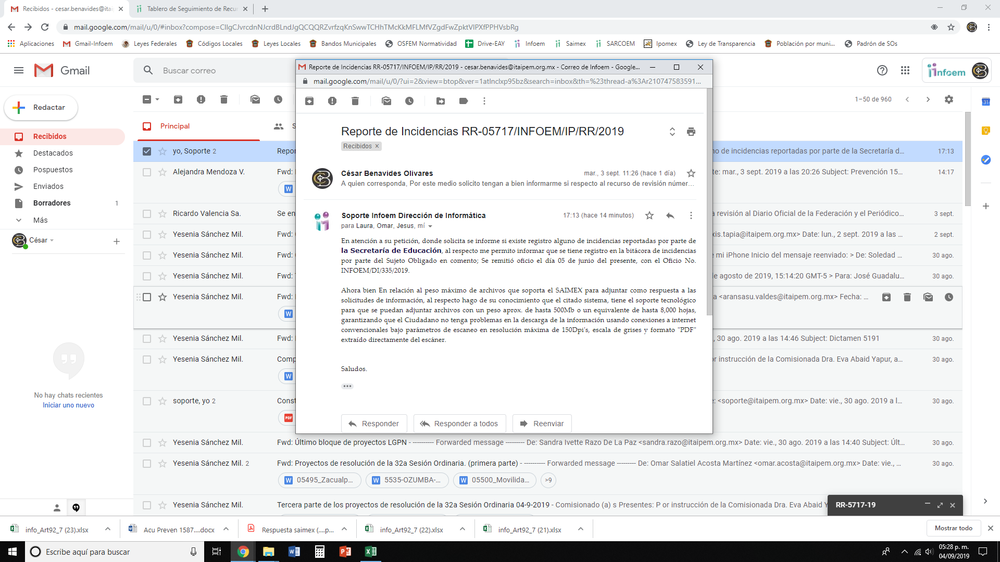 Recibidos - cesar.benavides@itai
Tablero de Seguimiento de Recu
mail.google.com/mail/u/0/#inbox?compose=CllgCJvrcdnNJcrdBLndJgQCQQRZvrfzqKnSwwTCHhTMcKkMFLMfVZgdFwZpktVlPXfPPHVsbRg
Aplicaciones Gmail-Infoem Leyes Federales Códigos Locales Leyes Locales Bandos Municipales OSFEM Normatividad Drive-EAY Infoem Saimex SARCOEM Ipomex Ley de Transparencia Población por muni... Padrón de SOs
Gmail
Buscar correo
infoem
Redactar
1–50 de 960
31
Recibidos
Destacados
Pospuestos
Enviados
Borradores 1
Más
César
No hay chats recientes
Iniciar uno nuevo
Principal
S
yo, Soporte 2 Repor no de incidencias reportadas por parte de la Secretaría d... 17:13
Alejandra Mendoza V. Fwd: te: mar., 3 sept. 2019 a las 20:26 Subject: Prevención 15... 14:17
W
Ricardo Valencia Sa. Se en a revisión al Diario Oficial de la Federación y el Periódico... 3 sept.
Yesenia Sánchez Mil. Fwd: xis.tapia@itaipem.org.mx> Date: lun., 2 sept. 2019 a las ... 2 sept.
Yesenia Sánchez Mil. Fwd: e mi iPhone Inicio del mensaje reenviado: > De: Soledad ... 30 ago.
Yesenia Sánchez Mil. Fwd: de agosto de 2019, 15:14:20 GMT-5 > Para: José Guadalu... 30 ago.
Yesenia Sánchez Mil. Fwd: a <aransasu.valdes@itaipem.org.mx> Fecha: ...
W
Yesenia Sánchez Mil. Fwd: , 30 ago. 2019 a las 14:46 Subject: Dictamen 5191 30 ago.
Yesenia Sánchez Mil. Comp or instrucción de la Comisionada Dra. Eva Abaid Yapur, a... 30 ago.
W
soporte, yo 2 Const : <soporte@itaipem.org.mx> Date: vie., 30 ago. 2019 a l... 30 ago.
PDF
Yesenia Sánchez Mil. Fwd: Último bloque de proyectos LGPN - ---------- Forwarded message --------- De: Sandra Ivette Razo De La Paz <sandra.razo@itaipem.org.mx> Date: vie., 30 ago. 2019 a las 14:40 Subject: Últ... 30 ago.
Yesenia Sánchez Mil. 2 Fwd: Proyectos de resolución de la 32a Sesión Ordinaria. (primera parte) - ---------- Forwarded message --------- De: Omar Salatiel Acosta Martínez <omar.acosta@itaipem.org.mx> Date: vie., ... 30 ago.
W 05495_Zacualp... W 5535-OZUMBA-... W 05500_Movilida... >9
Yesenia Sánchez Mil. Tercera parte de los proyectos de resolución de la 32a Sesión Ordinaria 04-9-2019 - Comisionado (a) s Presentes: P or instrucción de la Comisionada Dra. Eva Abaid Y
Reporte de Incidencias RR-05717/INFOEM/IP/RR/2019 - cesar.benavides@itaipem.org.mx - Correo de Infoem - Google...
mail.google.com/mail/u/0/?ui=2&view=btop&ver=1atlnclxp95bz&search=inbox&th=%23thread-a%3Ar210747583591...
Reporte de Incidencias RR-05717/INFOEM/IP/RR/2019
Recibidos ×
César Benavides Olivares mar., 3 sept. 11:26 (hace 1 día)
A quien corresponda, Por este medio solicito tengan a bien informarme si respecto al recurso de revisión númer...
Soporte Infoem Dirección de Informática 17:13 (hace 14 minutos)
para Laura, Omar, Jesus, mí
En atención a su petición, donde solicita se informe si existe registro alguno de incidencias reportadas por parte de
la Secretaría de Educación, al respecto me permito informar que se tiene registro en la bitácora de incidencias
por parte del Sujeto Obligado en comento; Se remitió oficio el día 05 de junio del presente, con el Oficio No.
INFOEM/DI/335/2019.
Ahora bien En relación al peso máximo de archivos que soporta el SAIMEX para adjuntar como respuesta a las
solicitudes de información, al respecto hago de su conocimiento que el citado sistema, tiene el soporte tecnológico
para que se puedan adjuntar archivos con un peso aprox. de hasta 500Mb o un equivalente de hasta 8,000 hojas,
garantizando que el Ciudadano no tenga problemas en la descarga de la información usando conexiones a internet
convencionales bajo parámetros de escaneo en resolución máxima de 150Dpi's, escala de grises y formato "PDF"
extraído directamente del escáner.
Saludos.
Responder Responder a todos Reenviar
RR-5717-19
info_Art92_7 (23).xlsx Acu Preven 1587....docx Respuesta saimex (....p... info_Art92_7 (22).xlsx info_Art92_7 (21).xlsx Mostrar todo
Escribe aquí para buscar
05:28 p. m.
04/09/2019